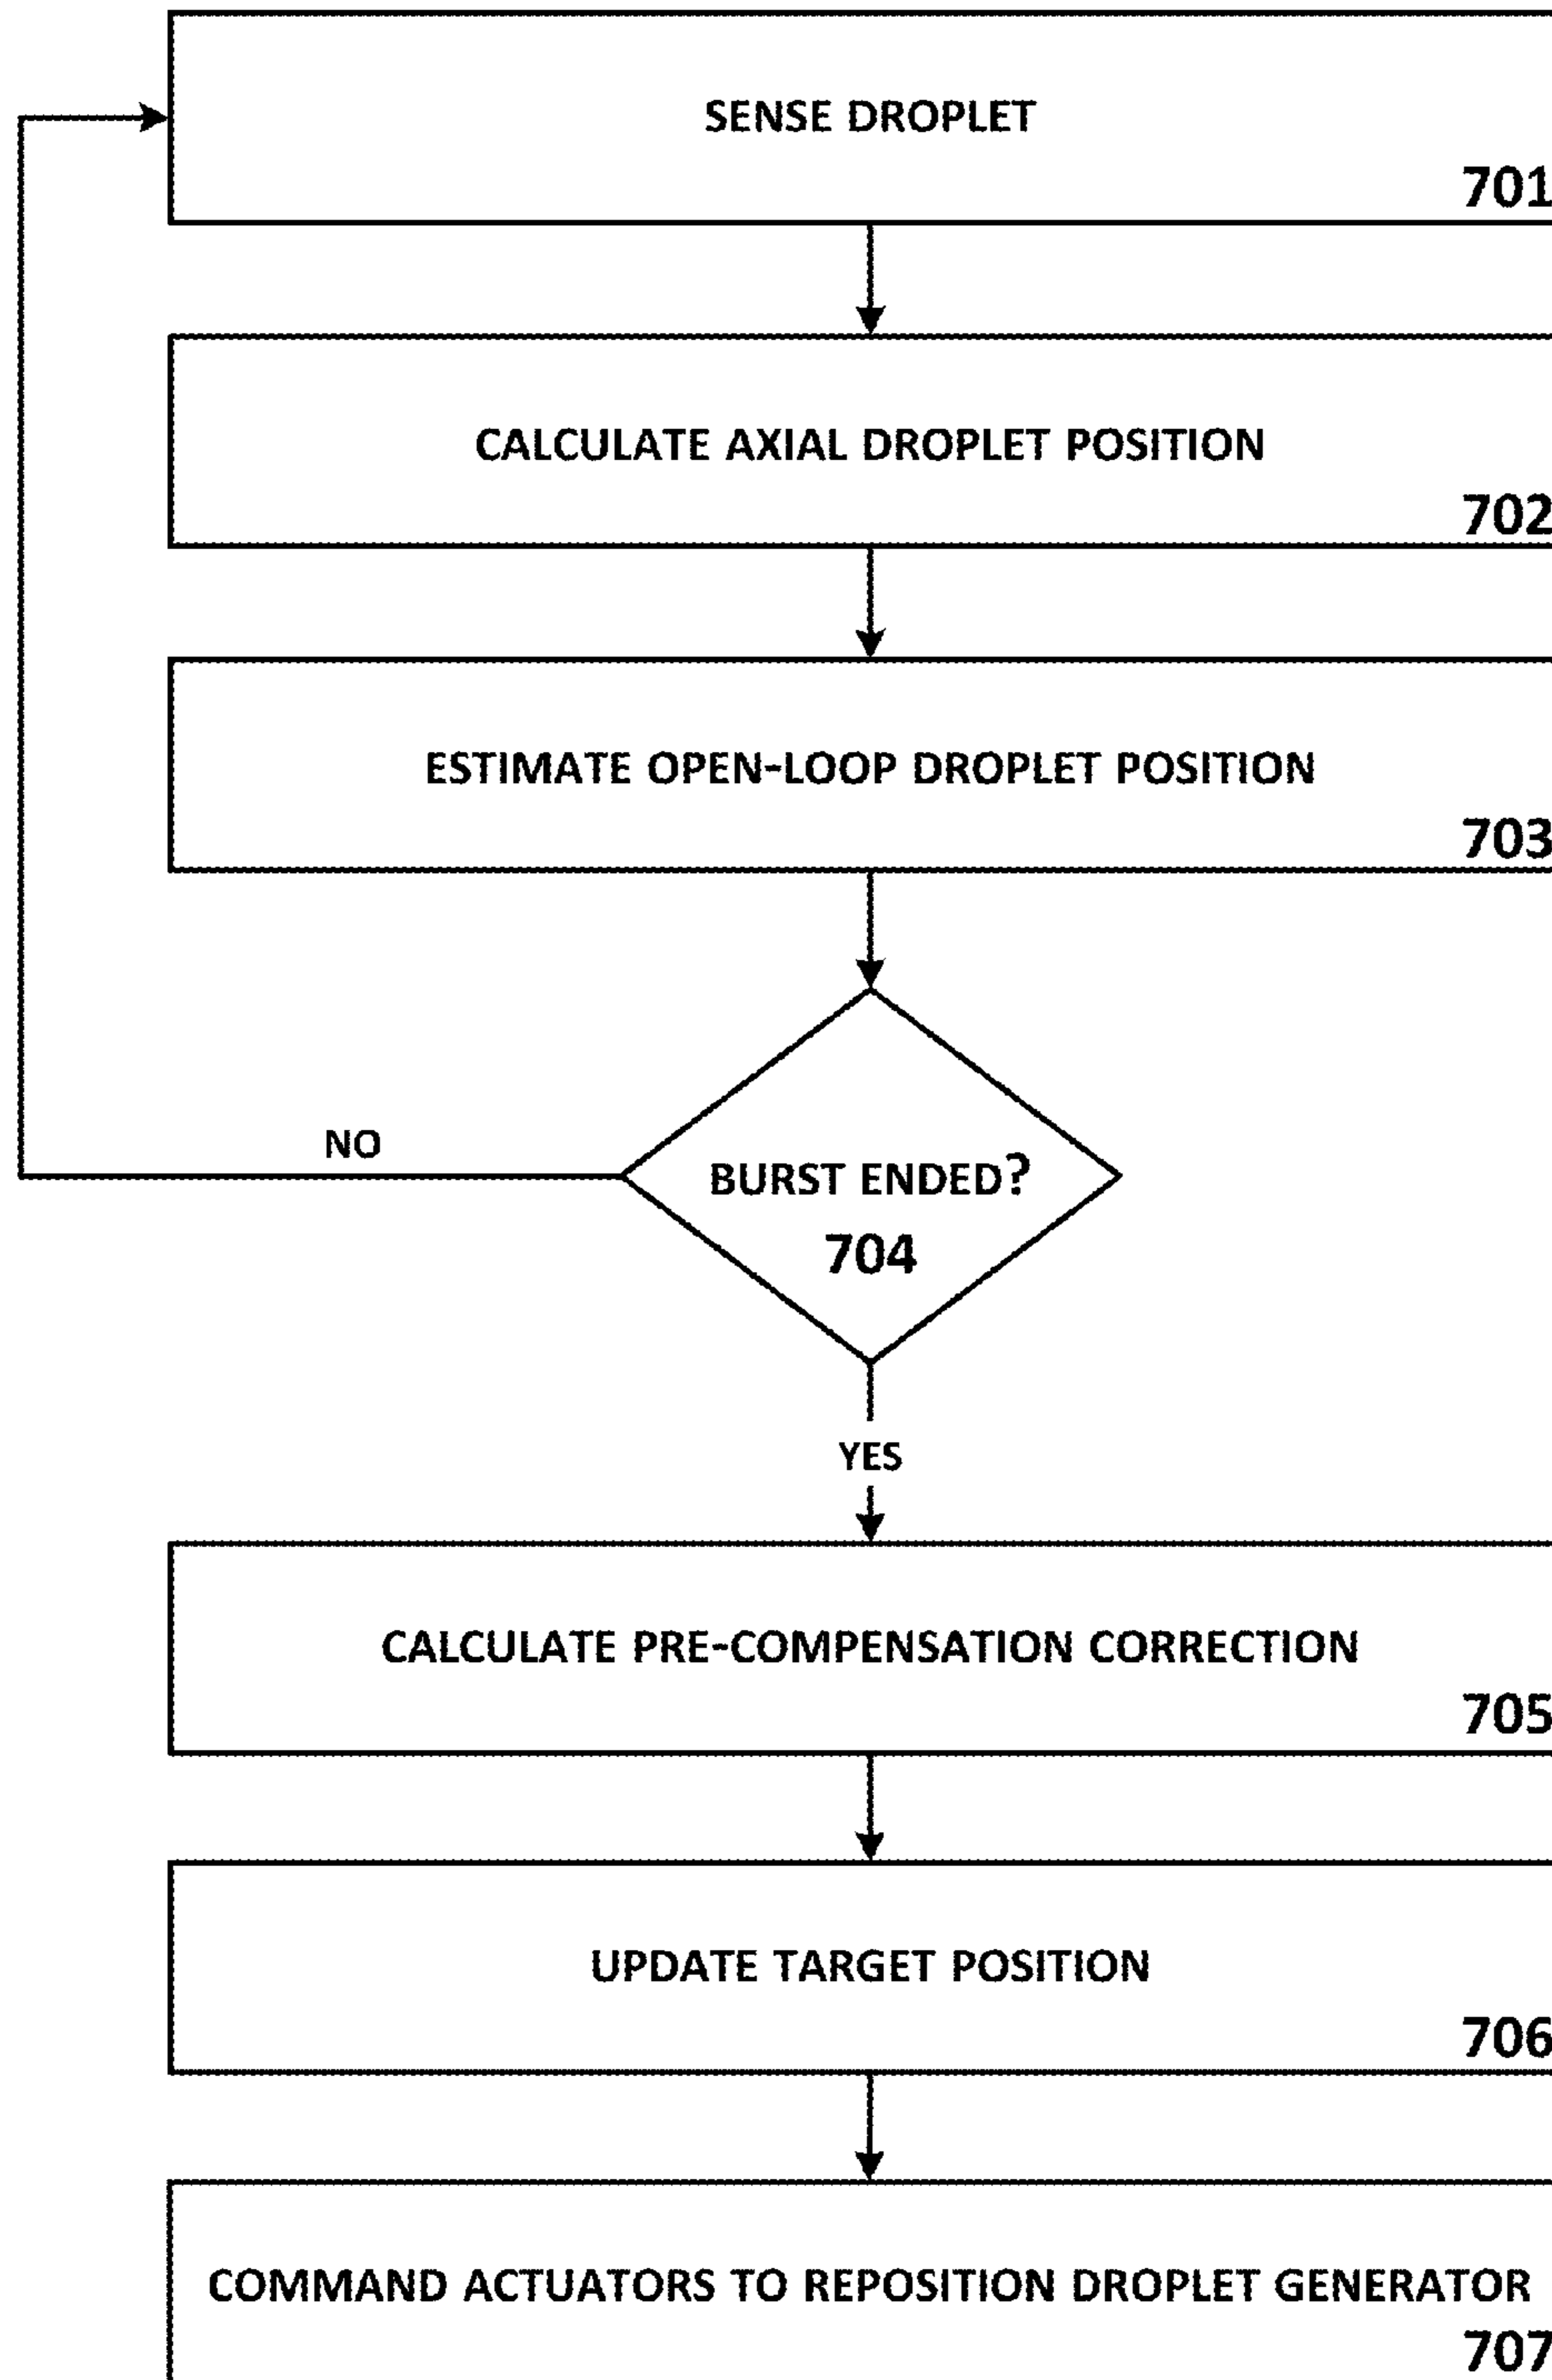 SENSE DROPLET
701
CALCULATE AXIAL DROPLET POSITION
702
ESTIMATE OPEN-LOOP DROPLET POSITION
703
NO
BURST ENDED?
704
YES
CALCULATE PRE-COMPENSATION CORRECTION
705
UPDATE TARGET POSITION
706
COMMAND ACTUATORS TO REPOSITION DROPLET GENERATOR
707